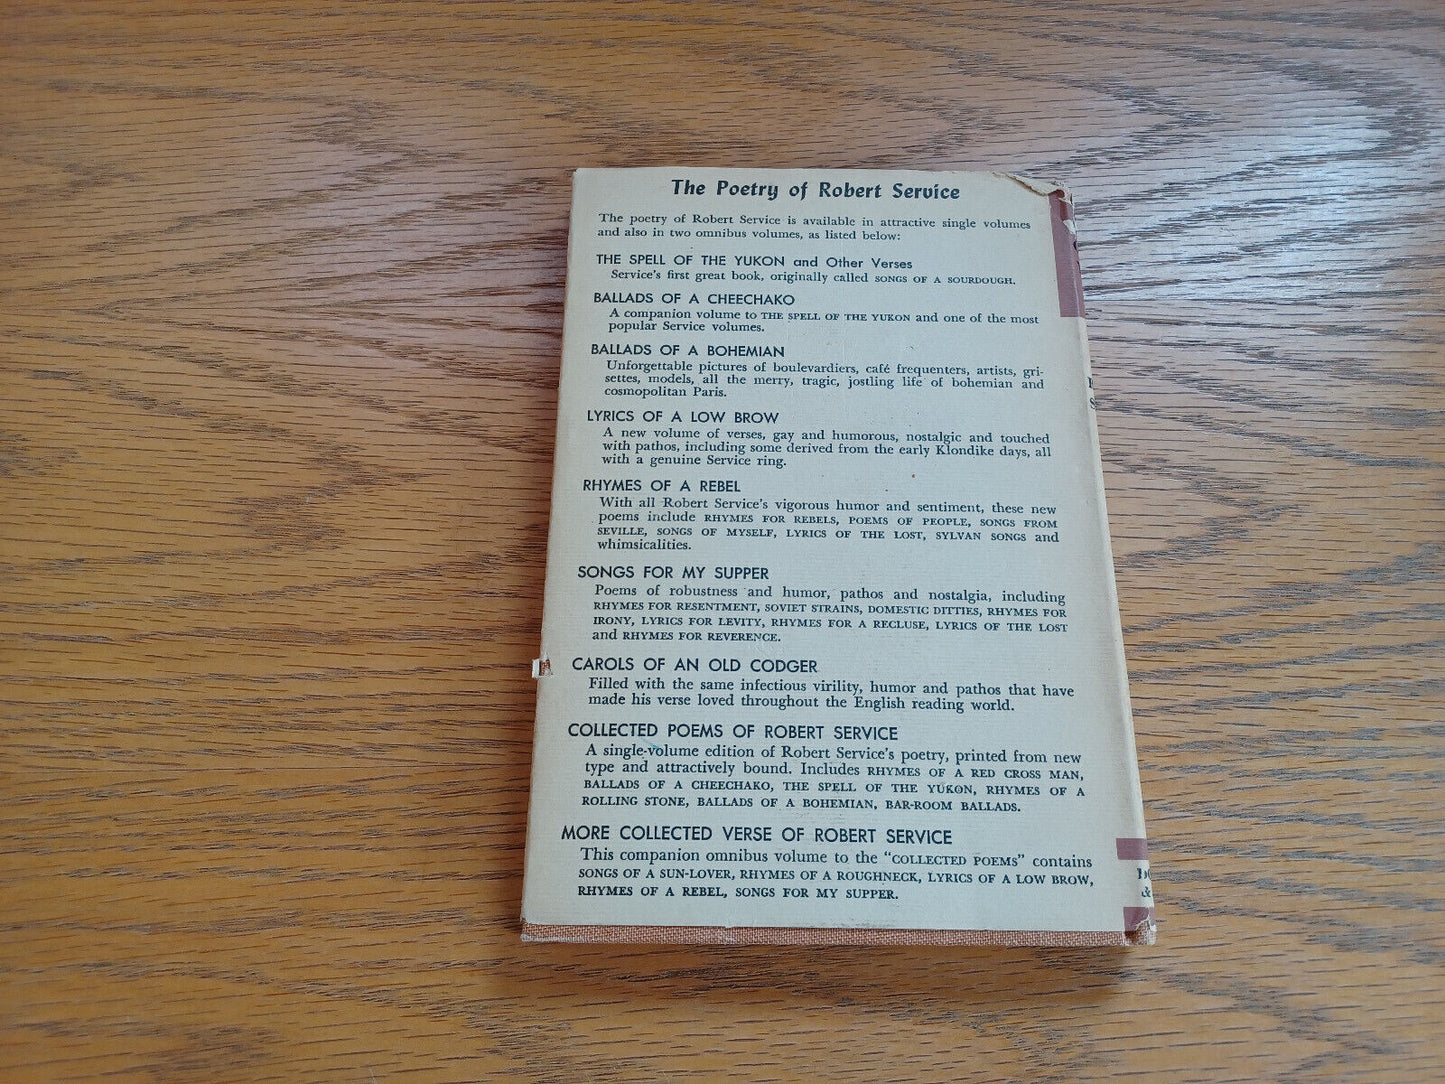 The Poetry of Robert Service
The poetry of Robert Service is available in attractive single volumes
and also in two omnibus volumes, as listed below:
THE SPELL OF THE YUKON and Other Verses
Service's first great book, originally called SONGS OF A SOURDOUGH.
BALLADS OF A CHEECHAKO
A companion volume to THE SPELL OF THE YUKON and one of the most
popular Service volumes.
BALLADS OF A BOHEMIAN
Unforgettable pictures of boulevardiers, café frequenters, artists, gri-
settes, models, all the merry, tragic, jostling life of bohemian and
cosmopolitan Paris.
LYRICS OF A LOW BROW
A new volume of verses, gay and humorous, nostalgic and touched
with pathos, including some derived from the early Klondike days, all
with a genuine Service ring.
RHYMES OF A REBEL
With all Robert Service's vigorous humor and sentiment, these new
poems include RHYMES FOR REBELS, POEMS OF PEOPLE, SONGS FROM
SEVILLE, SONGS OF MYSELF, LYRICS OF THE LOST, SYLVAN SONGS and
whimsicalities.
SONGS FOR MY SUPPER
Poems of robustness and humor, pathos and nostalgia, including
RHYMES FOR RESENTMENT, SOVIET STRAINS, DOMESTIC DITTIES, RHYMES FOR
IRONY, LYRICS FOR LEVITY, RHYMES FOR A RECLUSE, LYRICS OF THE LOST
and RHYMES FOR REVERENCE.
CAROLS OF AN OLD CODGER
Filled with the same infectious virility, humor and pathos that have
made his verse loved throughout the English reading world.
COLLECTED POEMS OF ROBERT SERVICE
A single-volume edition of Robert Service's poetry, printed from new
type and attractively bound. Includes RHYMES OF A RED CROSS MAN,
BALLADS OF A CHEECHAKO, THE SPELL OF THE YUKON, RHYMES OF A
ROLLING STONE, BALLADS OF A BOHEMIAN, BAR-ROOM BALLADS.
MORE COLLECTED VERSE OF ROBERT SERVICE
This companion omnibus volume to the "COLLECTED POEMS" contains
SONGS OF A SUN-LOVER, RHYMES OF A ROUGHNECK, LYRICS OF A LOW BROW,
RHYMES OF A REBEL, SONGS FOR MY SUPPER.
&